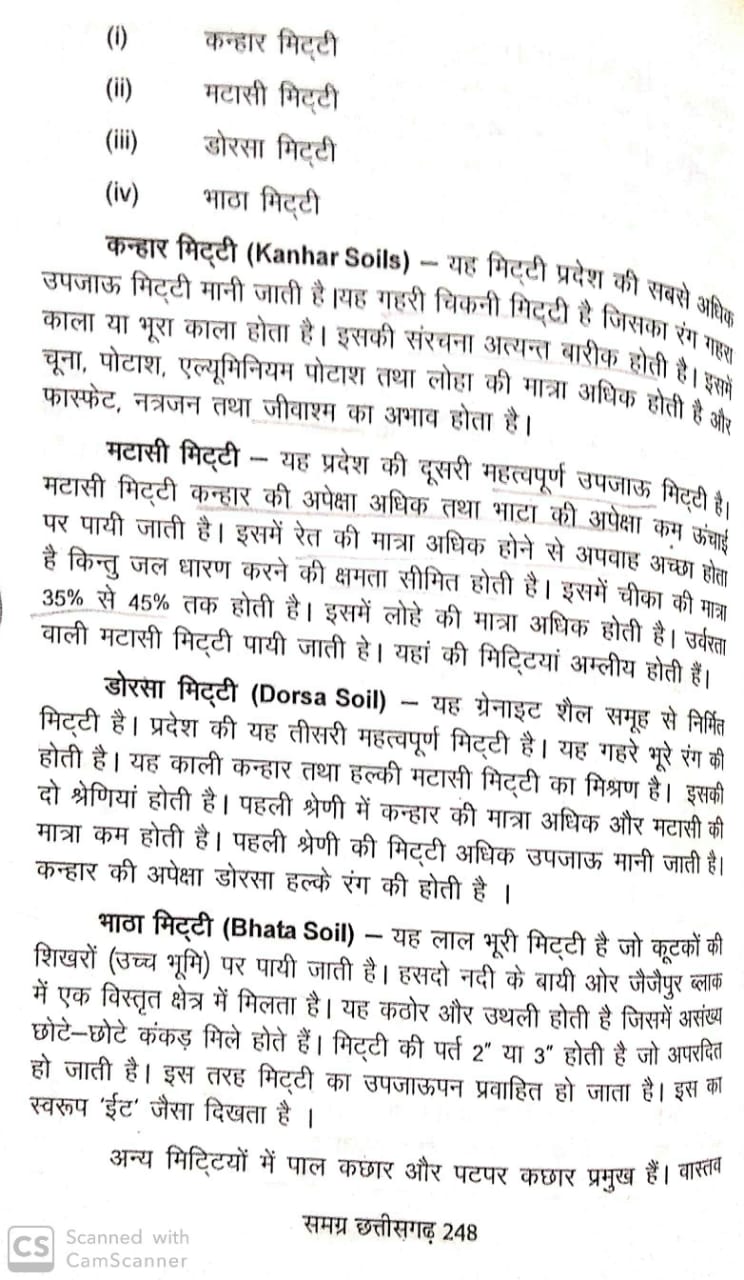 (i) कन्हार मिट्टी
(ii) मटासी मिट्टी
(iii) डोरसा मिट्टी
(iv) भाठा मिट्टी
कन्हार मिट्टी (Kanhar Soils) – यह मिट्टी प्रदेश की सबसे अधिक
उपजाऊ मिट्टी मानी जाती है।यह गहरी चिकनी मिट्टी है जिसका रंग गहरा
काला या भूरा काला होता है। इसकी संरचना अत्यन्त बारीक होती है। इसमें
चूना, पोटाश, एल्यूमिनियम पोटाश तथा लोहा की मात्रा अधिक होती है और
फास्फेट, नत्रजन तथा जीवाश्म का अभाव होता है।
मटासी मिट्टी – यह प्रदेश की दूसरी महत्वपूर्ण उपजाऊ मिट्टी है।
मटासी मिट्टी कन्हार की अपेक्षा अधिक तथा भाटा की अपेक्षा कम ऊंचाई
पर पायी जाती है। इसमें रेत की मात्रा अधिक होने से अपवाह अच्छा होता
है किन्तु जल धारण करने की क्षमता सीमित होती है। इसमें चीका की मात्रा
35% से 45% तक होती है। इसमें लोहे की मात्रा अधिक होती है। उर्वरता
वाली मटासी मिट्टी पायी जाती हे। यहां की मिट्टियां अम्लीय होती हैं।
डोरसा मिट्टी (Dorsa Soil) – यह ग्रेनाइट शैल समूह से निर्मित
मिट्टी है। प्रदेश की यह तीसरी महत्वपूर्ण मिट्टी है। यह गहरे भूरे रंग की
होती है। यह काली कन्हार तथा हल्की मटासी मिट्टी का मिश्रण है। इसकी
दो श्रेणियां होती है। पहली श्रेणी में कन्हार की मात्रा अधिक और मटासी की
मात्रा कम होती है। पहली श्रेणी की मिट्टी अधिक उपजाऊ मानी जाती है।
कन्हार की अपेक्षा डोरसा हल्के रंग की होती है ।
भाठा मिट्टी (Bhata Soil) – यह लाल भूरी मिट्टी है जो कूटकों की
शिखरों (उच्च भूमि) पर पायी जाती है। हसदो नदी के बायी ओर जैजैपुर ब्लाक
में एक विस्तृत क्षेत्र में मिलता है। यह कठोर और उथली होती है जिसमें असंख्य
छोटे–छोटे कंकड़ मिले होते हैं। मिट्टी की पर्त 2” या 3” होती है जो अपरदित
हो जाती है। इस तरह मिट्टी का उपजाऊपन प्रवाहित हो जाता है। इस का
स्वरूप ‘ईट’ जैसा दिखता है ।
अन्य मिट्टियों में पाल कछार और पटपर कछार प्रमुख हैं। वास्तव
समग्र छत्तीसगढ़ 248
CS Scanned with
CamScanner